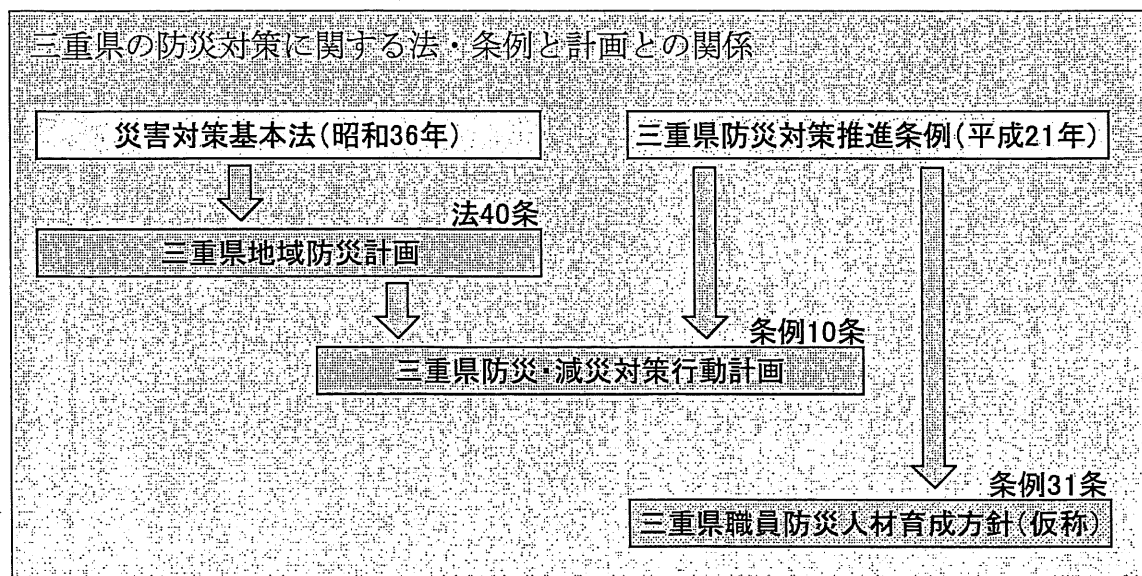 三重県の防災対策に関する法・条例と計画との関係
災害対策基本法(昭和36年)
三重県防災対策推進条例(平成21年)
法40条
三重県地域防災計画
条例10条
三重県防災・減災対策行動計画
条例31条
三重県職員防災人材育成方針(仮称)